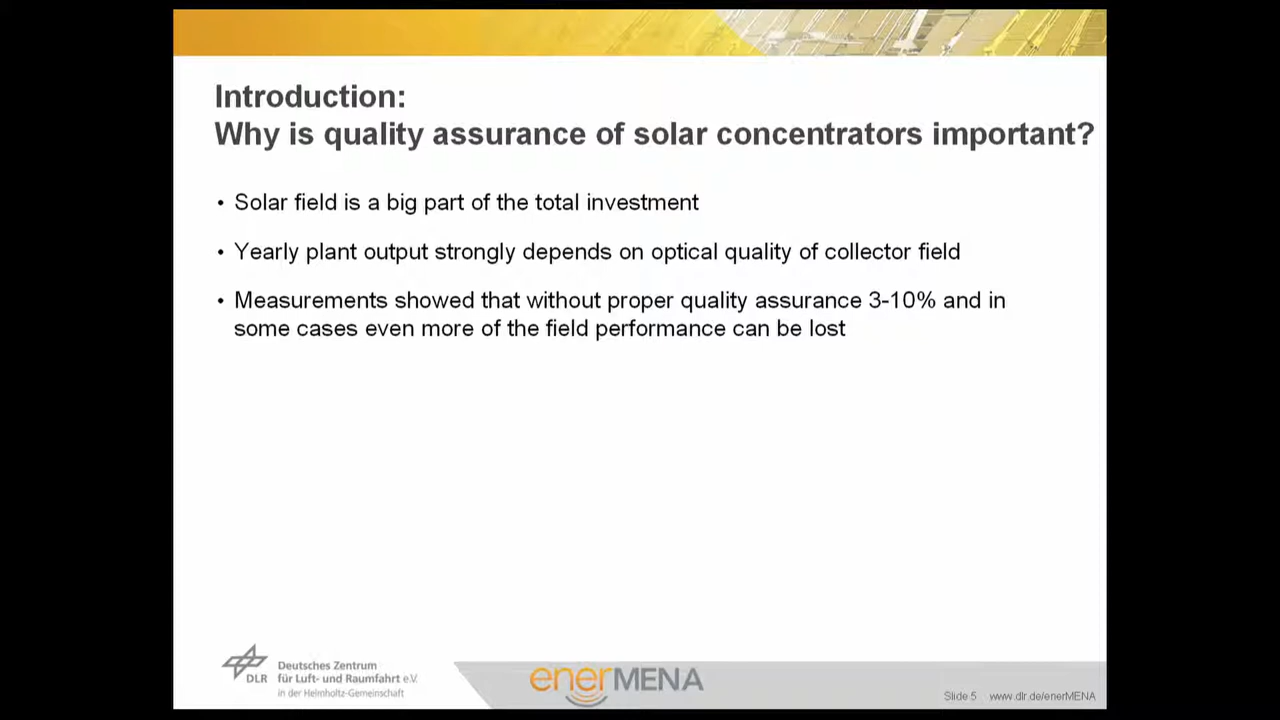 Introduction:
Why is quality assurance of solar concentrators important?
• Solar field is a big part of the total investment
• Yearly plant output strongly depends on optical quality of collector field
• Measurements showed that without proper quality assurance 3-10% and in
some cases even more of the field performance can be lost
DLR
Deutsches Zentrum
für Luft- und Raumfahrt e.V.
in der Helmholtz-Gemeinschaft
enerMENA
Slide 5 www.dlr.de/enerMENA